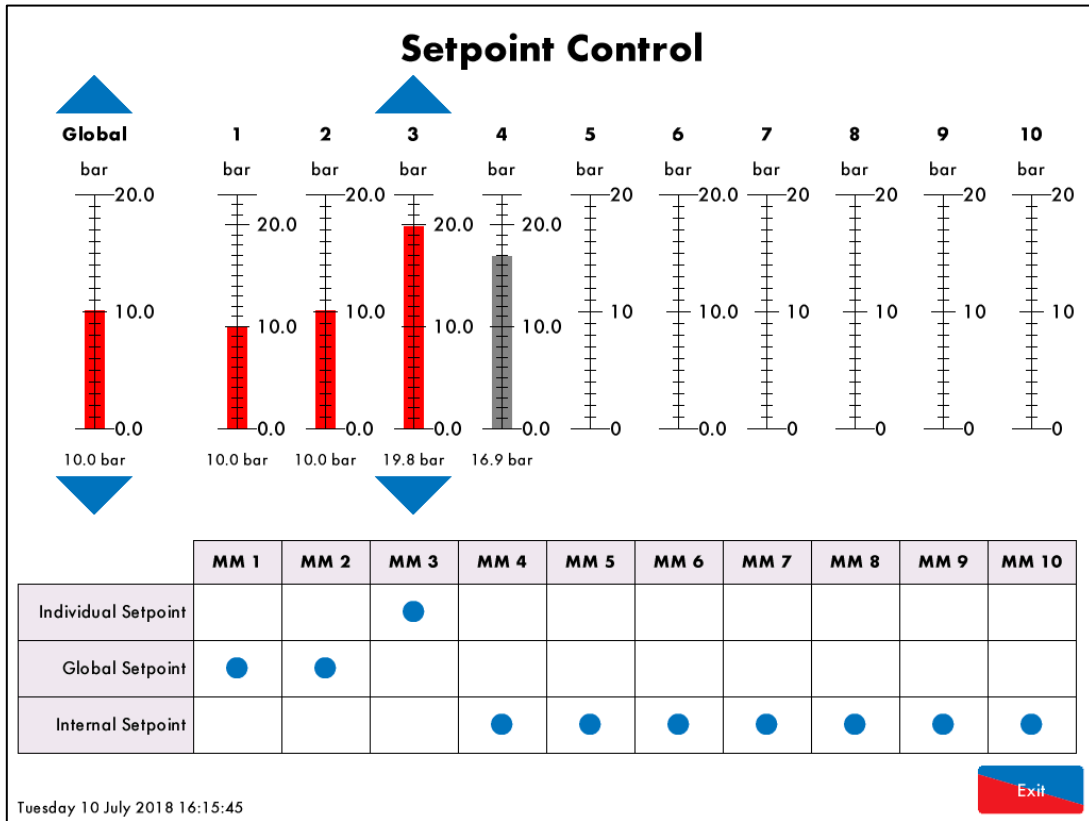 Setpoint Control
Global 1 2 3 4 5 6 7 8 9 10
bar bar bar bar bar bar bar bar bar bar bar
20.0 20.0 20 20.0 20 20 20 20
20.0 20.0 20.0
10.0 10.0 10 10.0 10 10 10 10
10.0 10.0 10.0
0.0 0.0 0.0 0.0 0.0 0 0.0 0 0 0 0
10.0 bar 10.0 bar 10.0 bar 19.8 bar 16.9 bar
MM 1 MM 2 MM 3 MM 4 MM 5 MM 6 MM 7 MM 8 MM 9 MM 10
Individual Setpoint
Global Setpoint
Internal Setpoint
Exit
Tuesday 10 July 2018 16:15:45